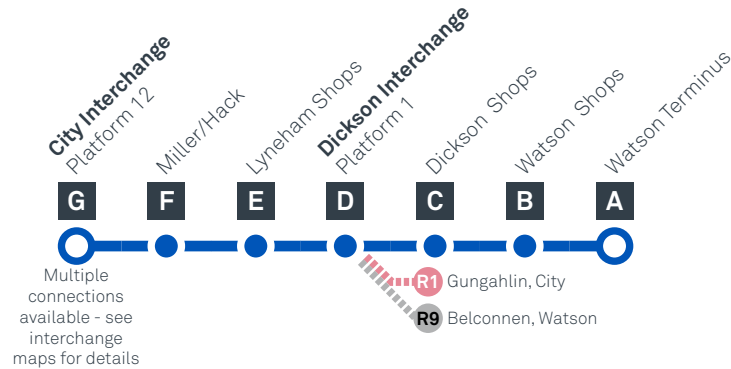 City Interchange
Platform 12
Miller/Hack
Lyneham Shops
Dickson Interchange
Platform 1
Dickson Shops
Watson Shops
Watson Terminus
G
F
E
D
C
B
A
Multiple
connections
available - see
interchange
maps for details
R1 Gungahlin, City
R9 Belconnen, Watson